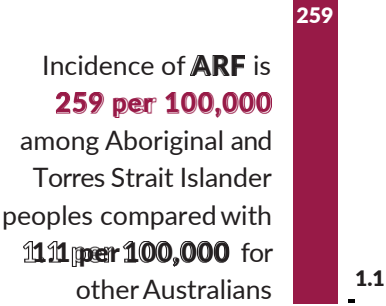 259
Incidence of ARF is
259 per 100,000
among Aboriginal and
Torres Strait Islander
peoples compared with
1.1 per 100,000 for
other Australians
1.1